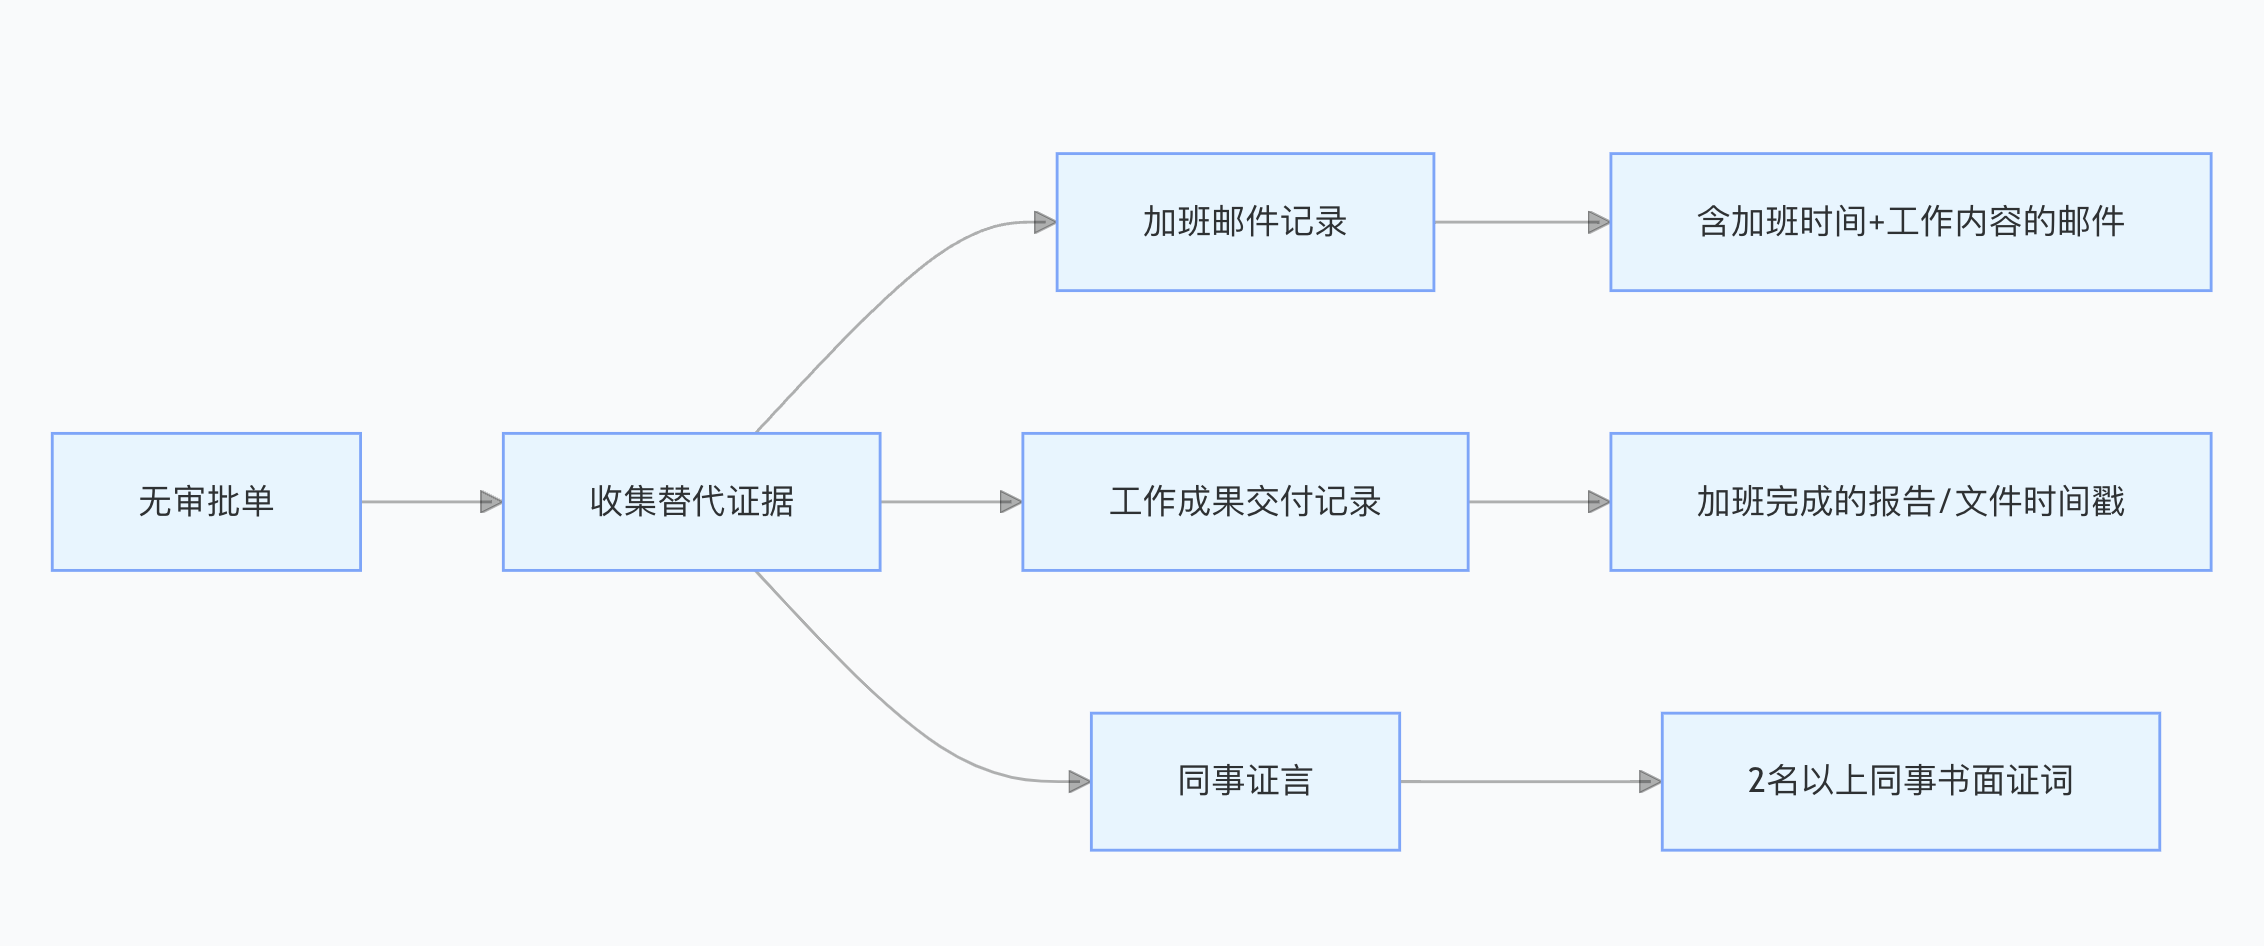 无审批单
收集替代证据
加班邮件记录
含加班时间+工作内容的邮件
工作成果交付记录
加班完成的报告/文件时间戳
同事证言
2名以上同事书面证词